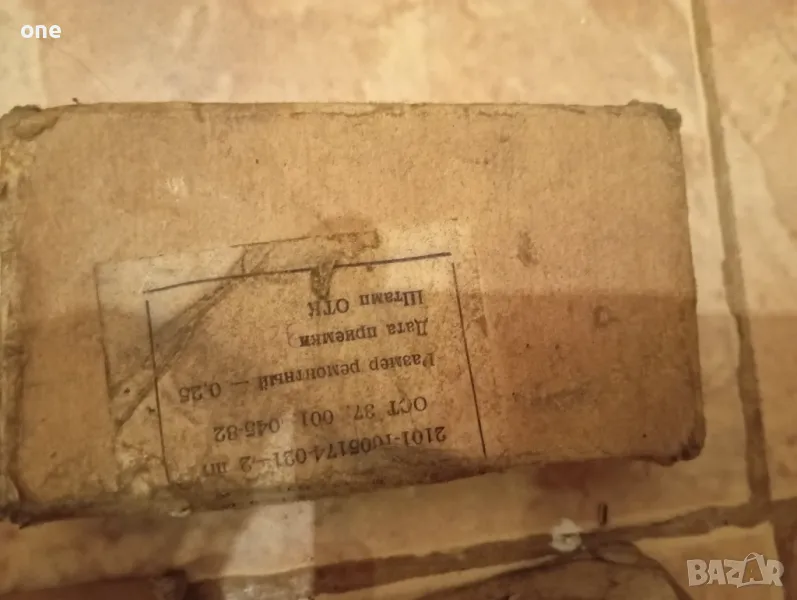 one
2101-1005174-021-2 шт
ОСТ 37. 001. 045-82
Размер ремонтный — 0,25
Дата приемки
Штамп ОТК
BAZAR